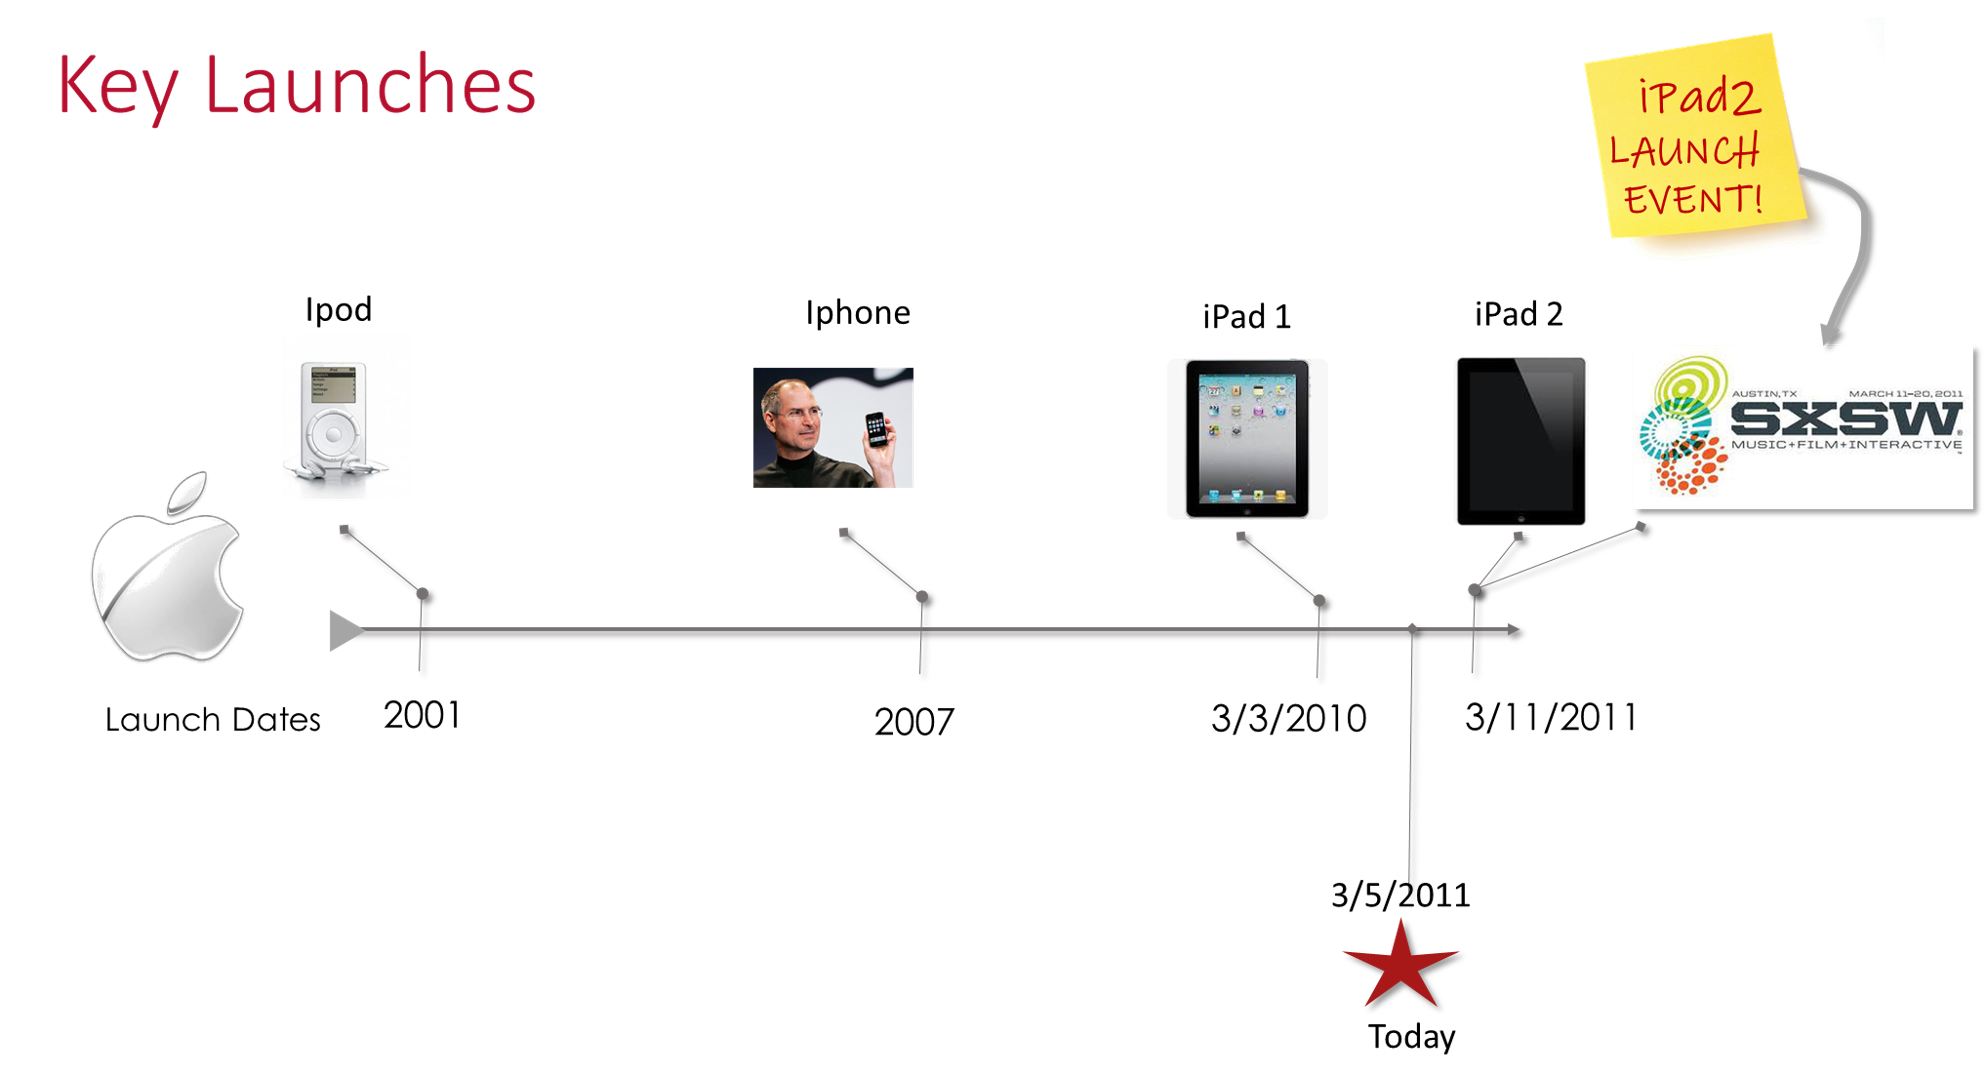 Key Launches
iPad2
LAUNCH
EVENT!
Ipod
Iphone
iPad 1
iPad 2
AUSTIN, TX MARCH 11-20, 2011
SXSW
MUSIC+FILM+INTERACTIVE
Launch Dates
2001
2007
3/3/2010
3/11/2011
3/5/2011
Today